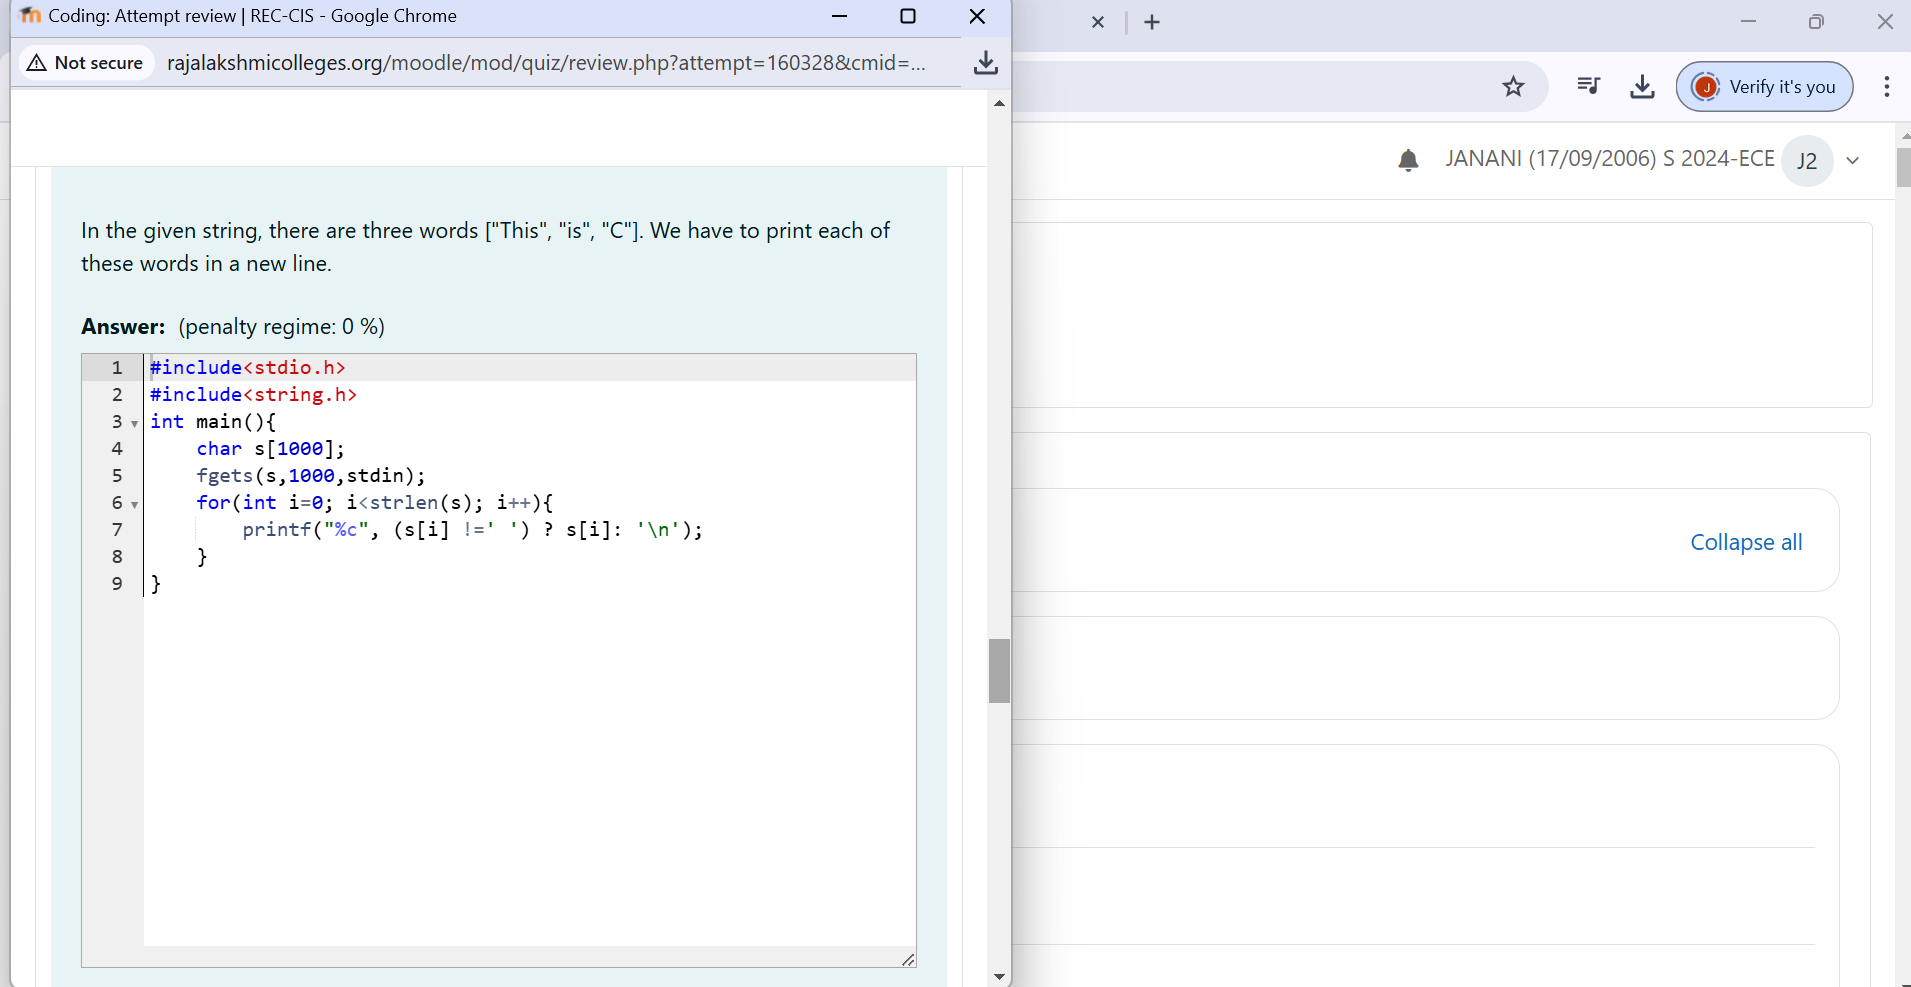 Coding: Attempt review | REC-CIS - Google Chrome
Not secure rajalakshmicolleges.org/moodle/mod/quiz/review.php?attempt=160328&cmid=...
Verify it's you
JANANI (17/09/2006) S 2024-ECE J2
In the given string, there are three words ["This", "is", "C"]. We have to print each of
these words in a new line.
Answer: (penalty regime: 0 %)
1 #include<stdio.h>
2 #include<string.h>
3 int main(){
4 char s[1000];
5 fgets(s,1000,stdin);
6 for(int i=0; i<strlen(s); i++){
7 printf("%c", (s[i] !=' ') ? s[i]: '\n');
8 }
9 }
Collapse all